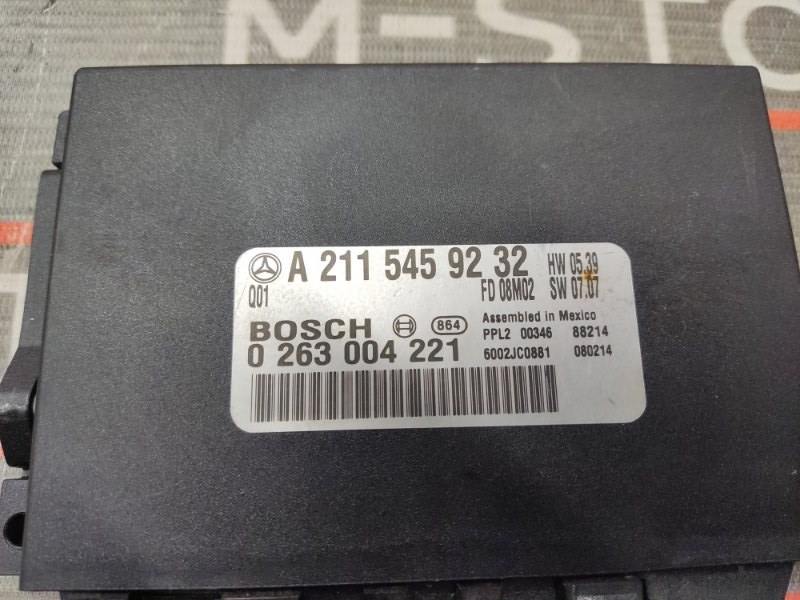 M-STO
A 211 545 92 32 HW 05.39
Q01 FD 08M02 SW 07.07
BOSCH 864 Assembled in Mexico
PPL2 00346 88214
0 263 004 221 6002JC0881 080214